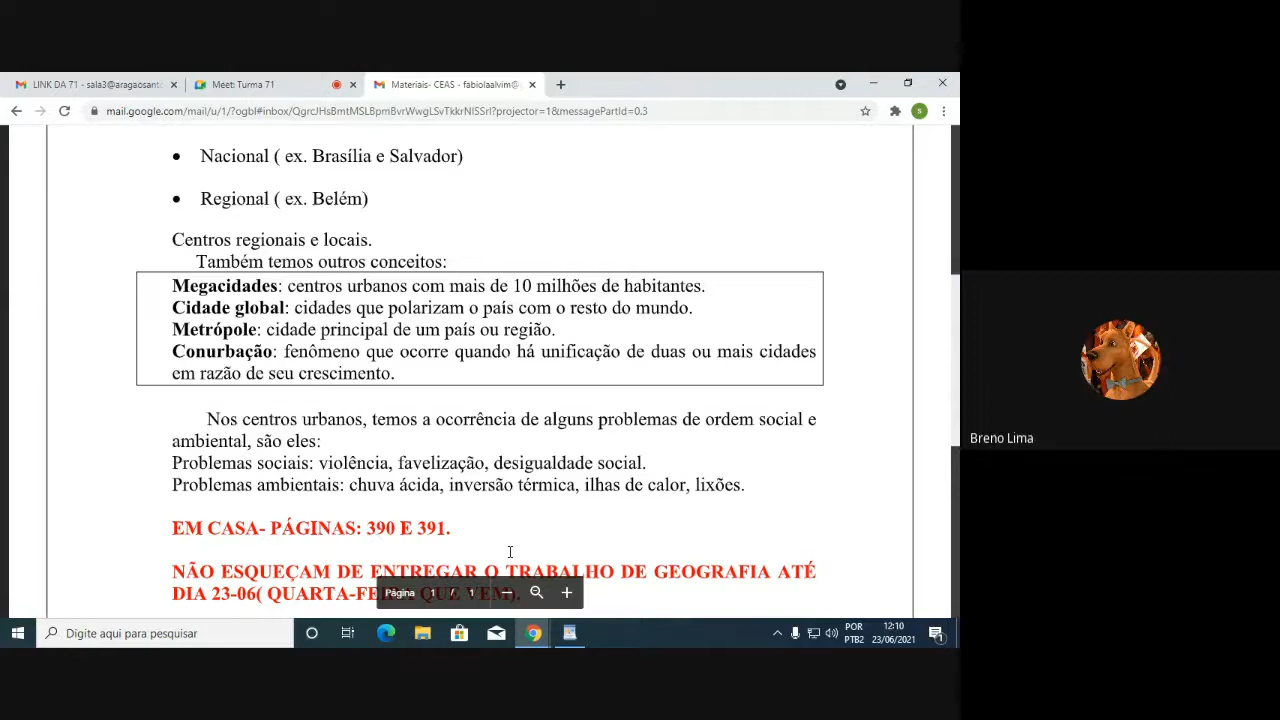 LINK DA 71 - sala3@aragaosant
Meet: Turma 71
Materiais- CEAS - fabiolaalvim@
mail.google.com/mail/u/1/?ogbl#inbox/QgrcJHsBmtMSLBpmBvrWwgLSvTkkrNlSSrl?projector=1&messagePartId=0.3
s
• Nacional ( ex. Brasília e Salvador)
• Regional ( ex. Belém)
Centros regionais e locais.
Também temos outros conceitos:
Megacidades: centros urbanos com mais de 10 milhões de habitantes.
Cidade global: cidades que polarizam o país com o resto do mundo.
Metrópole: cidade principal de um país ou região.
Conurbação: fenômeno que ocorre quando há unificação de duas ou mais cidades
em razão de seu crescimento.
Nos centros urbanos, temos a ocorrência de alguns problemas de ordem social e
ambiental, são eles:
Problemas sociais: violência, favelização, desigualdade social.
Problemas ambientais: chuva ácida, inversão térmica, ilhas de calor, lixões.
EM CASA- PÁGINAS: 390 E 391.
NÃO ESQUEÇAM DE ENTREGAR O TRABALHO DE GEOGRAFIA ATÉ
DIA 23-06( QUARTA-FEIRA QUE VEM).
Página 1 / 1
Breno Lima
Digite aqui para pesquisar
POR
PTB2
12:10
23/06/2021
1